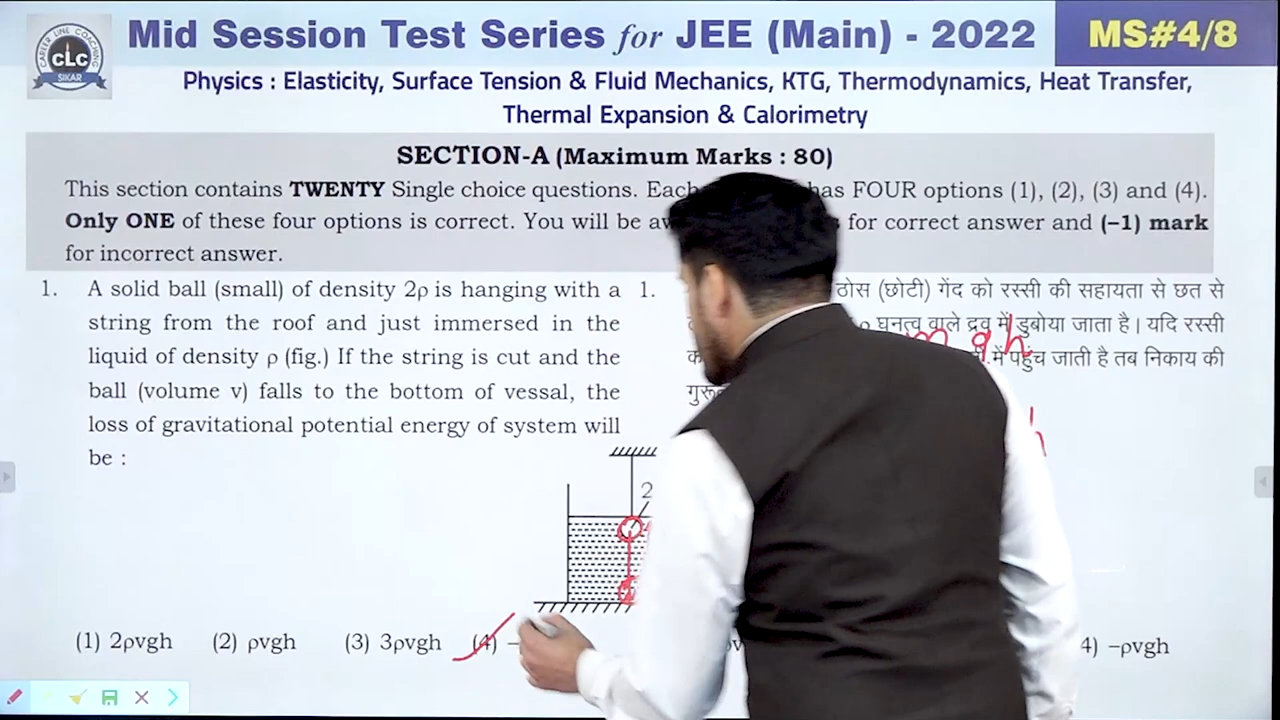 Mid Session Test Series for JEE (Main) - 2022
MS#4/8
CAREER LINE COACHING
CLC
SIKAR
Physics : Elasticity, Surface Tension & Fluid Mechanics, KTG, Thermodynamics, Heat Transfer,
Thermal Expansion & Calorimetry
SECTION-A (Maximum Marks : 80)
This section contains TWENTY Single choice questions. Each has FOUR options (1), (2), (3) and (4).
Only ONE of these four options is correct. You will be for correct answer and (–1) mark
for incorrect answer.
1. A solid ball (small) of density 2ρ is hanging with a
string from the roof and just immersed in the
liquid of density ρ (fig.) If the string is cut and the
ball (volume v) falls to the bottom of vessal, the
loss of gravitational potential energy of system will
be :
2
(1) 2ρvgh (2) ρvgh (3) 3ρvgh (4) –
1. ठोस (छोटी) गेंद को रस्सी की सहायता से छत से
घनत्व वाले द्रव में डुबोया जाता है। यदि रस्सी
में पहुंच जाती है तब निकाय की
m g h
h
4) –ρvgh